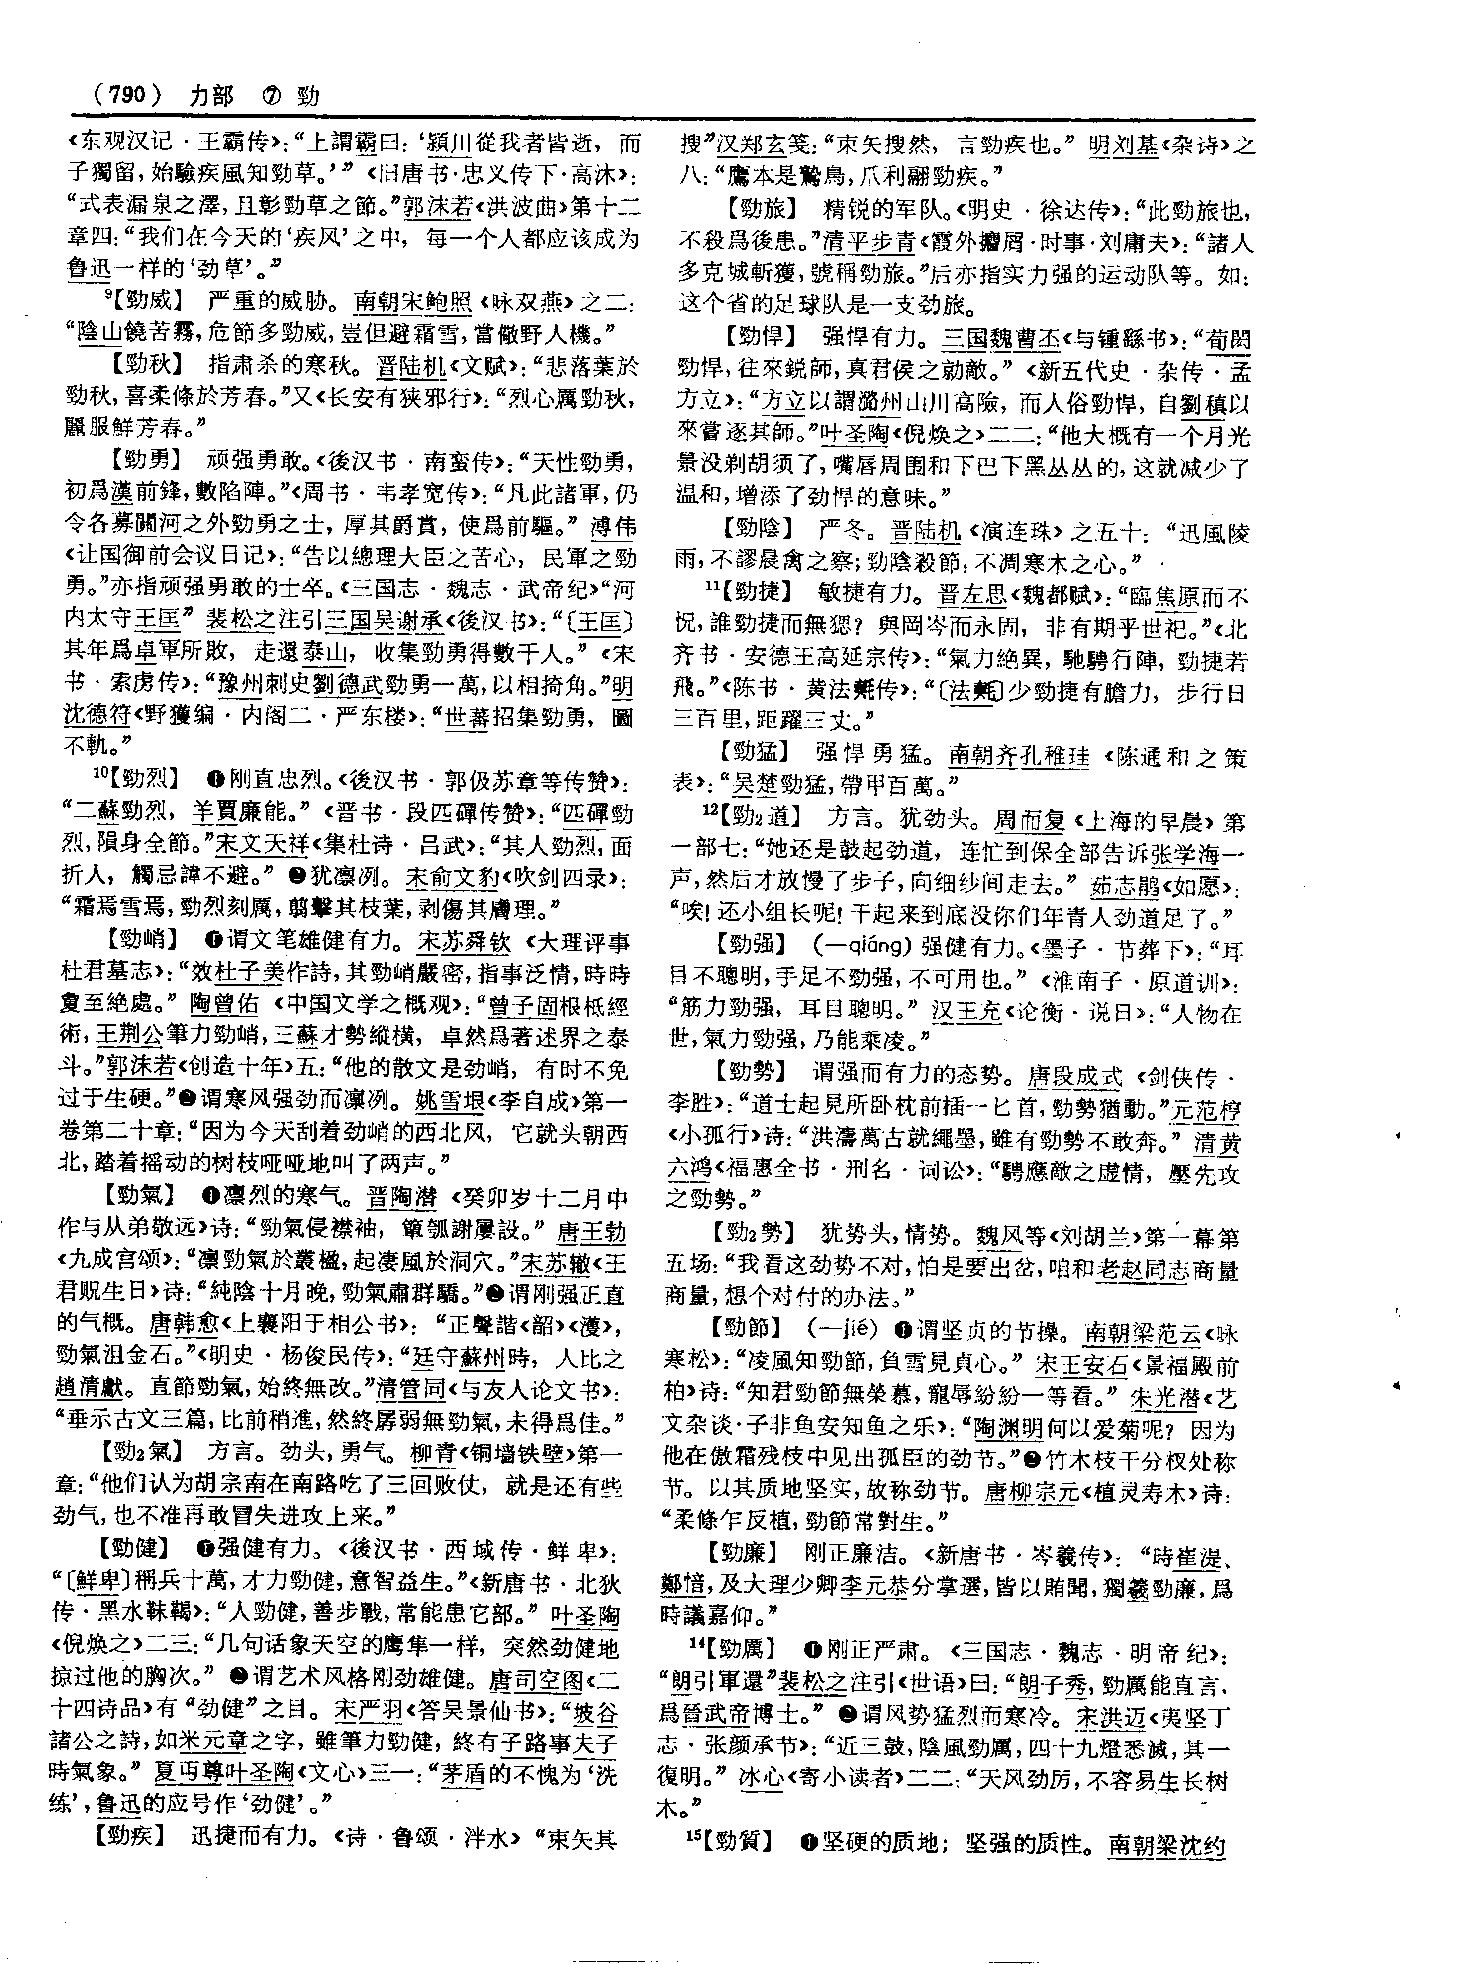 （790） 力部 ⑦ 勁
《东观汉记·王霸传》：“上謂霸曰：‘潁川從我者皆逝，而
子獨留，始驗疾風知勁草。’”《旧唐书·忠义传下·高沐》：
“式表漏泉之澤，且彰勁草之節。”郭沫若《洪波曲》第十二
章四：“我们在今天的‘疾风’之中，每一个人都应该成为
鲁迅一样的‘劲草’。”
⁹【勁威】 严重的威胁。南朝宋鲍照《咏双燕》之二：
“陰山饒苦霧，危節多勁威，豈但避霜雪，當儆野人機。”
【勁秋】 指肃杀的寒秋。晋陆机《文赋》：“悲落葉於
勁秋，喜柔條於芳春。”又《长安有狭邪行》：“烈心厲勁秋，
麗服鮮芳春。”
【勁勇】 顽强勇敢。《後汉书·南蛮传》：“天性勁勇，
初爲漢前鋒，數陷陣。”《周书·韦孝宽传》：“凡此諸軍，仍
令各募關河之外勁勇之士，厚其爵賞，使爲前驅。”溥伟
《让国御前会议日记》：“告以總理大臣之苦心，民軍之勁
勇。”亦指顽强勇敢的士卒。《三国志·魏志·武帝纪》“河
内太守王匡”裴松之注引三国吴谢承《後汉书》：“〔王匡〕
其年爲卓軍所敗，走還泰山，收集勁勇得數千人。”《宋
书·索虏传》：“豫州刺史劉德武勁勇一萬，以相掎角。”明
沈德符《野獲编·内阁二·严东楼》：“世蕃招集勁勇，圖
不軌。”
¹⁰【勁烈】 ❶刚直忠烈。《後汉书·郭伋苏章等传赞》：
“二蘇勁烈，羊賈廉能。”《晋书·段匹磾传赞》：“匹磾勁
烈，隕身全節。”宋文天祥《集杜诗·吕武》：“其人勁烈，面
折人，觸忌諱不避。”❷犹凛冽。宋俞文豹《吹剑四录》：
“霜焉雪焉，勁烈刻厲，翦擊其枝葉，剥傷其膚理。”
【勁峭】 ❶谓文笔雄健有力。宋苏舜钦《大理评事
杜君墓志》：“效杜子美作詩，其勁峭嚴密，指事泛情，時時
敻至絶處。”陶曾佑《中国文学之概观》：“曾子固根柢經
術，王荆公筆力勁峭，三蘇才勢縱横，卓然爲著述界之泰
斗。”郭沫若《创造十年》五：“他的散文是劲峭，有时不免
过于生硬。”❷谓寒风强劲而凛冽。姚雪垠《李自成》第一
卷第二十章：“因为今天刮着劲峭的西北风，它就头朝西
北，踏着摇动的树枝哑哑地叫了两声。”
【勁氣】 ❶凛烈的寒气。晋陶潜《癸卯岁十二月中
作与从弟敬远》诗：“勁氣侵襟袖，簞瓢謝屢設。”唐王勃
《九成宫颂》：“凛勁氣於叢楹，起凄風於洞穴。”宋苏辙《王
君贶生日》诗：“純陰十月晚，勁氣肅群驕。”❷谓刚强正直
的气概。唐韩愈《上襄阳于相公书》：“正聲諧《韶》《濩》，
勁氣沮金石。”《明史·杨俊民传》：“廷守蘇州時，人比之
趙清獻。直節勁氣，始終無改。”清管同《与友人论文书》：
“垂示古文三篇，比前稍進，然終孱弱無勁氣，未得爲佳。”
【勁₂氣】 方言。劲头，勇气。柳青《铜墙铁壁》第一
章：“他们认为胡宗南在南路吃了三回败仗，就是还有些
劲气，也不准再敢冒失进攻上来。”
【勁健】 ❶强健有力。《後汉书·西域传·鲜卑》：
“〔鮮卑〕稱兵十萬，才力勁健，意智益生。”《新唐书·北狄
传·黑水靺鞨》：“人勁健，善步戰，常能患它部。”叶圣陶
《倪焕之》二三：“几句话象天空的鹰隼一样，突然劲健地
掠过他的胸次。”❷谓艺术风格刚劲雄健。唐司空图《二
十四诗品》有“劲健”之目。宋严羽《答吴景仙书》：“坡谷
諸公之詩，如米元章之字，雖筆力勁健，終有子路事夫子
時氣象。”夏丏尊叶圣陶《文心》三一：“茅盾的不愧为‘洗
练’，鲁迅的应号作‘劲健’。”
【勁疾】 迅捷而有力。《诗·鲁颂·泮水》“束矢其
搜”汉郑玄笺：“束矢搜然，言勁疾也。”明刘基《杂诗》之
八：“鷹本是鷙鳥，爪利翮勁疾。”
【勁旅】 精锐的军队。《明史·徐达传》：“此勁旅也，
不殺爲後患。”清平步青《霞外攟屑·时事·刘庸夫》：“諸人
多克城斬獲，號稱勁旅。”后亦指实力强的运动队等。如：
这个省的足球队是一支劲旅。
【勁悍】 强悍有力。三国魏曹丕《与锺繇书》：“荀閎
勁悍，往來鋭師，真君侯之勍敵。”《新五代史·杂传·孟
方立》：“方立以謂潞州山川高險，而人俗勁悍，自劉稹以
來嘗逐其師。”叶圣陶《倪焕之》二二：“他大概有一个月光
景没剃胡须了，嘴唇周围和下巴下黑丛丛的，这就减少了
温和，增添了劲悍的意味。”
【勁陰】 严冬。晋陆机《演连珠》之五十：“迅風陵
雨，不謬晨禽之察；勁陰殺節，不凋寒木之心。”
¹¹【勁捷】 敏捷有力。晋左思《魏都赋》：“臨焦原而不
怳，誰勁捷而無猤？與岡岑而永固，非有期乎世祀。”《北
齐书·安德王高延宗传》：“氣力絶異，馳騁行陣，勁捷若
飛。”《陈书·黄法𣰰传》：“〔法𣰰〕少勁捷有膽力，步行日
三百里，距躍三丈。”
【勁猛】 强悍勇猛。南朝齐孔稚珪《陈通和之策
表》：“吴楚勁猛，帶甲百萬。”
¹²【勁₂道】 方言。犹劲头。周而复《上海的早晨》第
一部七：“她还是鼓起劲道，连忙到保全部告诉张学海一
声，然后才放慢了步子，向细纱间走去。”茹志鹃《如愿》：
“唉！还小组长呢！干起来到底没你们年青人劲道足了。”
【勁强】 （—qiáng）强健有力。《墨子·节葬下》：“耳
目不聰明，手足不勁强，不可用也。”《淮南子·原道训》：
“筋力勁强，耳目聰明。”汉王充《论衡·说日》：“人物在
世，氣力勁强，乃能乘凌。”
【勁勢】 谓强而有力的态势。唐段成式《剑侠传·
李胜》：“道士起見所卧枕前插一匕首，勁勢猶動。”元范梈
《小孤行》诗：“洪濤萬古就繩墨，雖有勁勢不敢奔。”清黄
六鸿《福惠全书·刑名·词讼》：“騁應敵之虚情，壓先攻
之勁勢。”
【勁₂勢】 犹势头，情势。魏风等《刘胡兰》第一幕第
五场：“我看这劲势不对，怕是要出岔，咱和老赵同志商量
商量，想个对付的办法。”
【勁節】 （—jié）❶谓坚贞的节操。南朝梁范云《咏
寒松》：“凌風知勁節，負雪見貞心。”宋王安石《景福殿前
柏》诗：“知君勁節無榮慕，寵辱紛紛一等看。”朱光潜《艺
文杂谈·子非鱼安知鱼之乐》：“陶渊明何以爱菊呢？因为
他在傲霜残枝中见出孤臣的劲节。”❷竹木枝干分杈处称
节。以其质地坚实，故称劲节。唐柳宗元《植灵寿木》诗：
“柔條乍反植，勁節常對生。”
【勁廉】 刚正廉洁。《新唐书·岑羲传》：“時崔湜、
鄭愔，及大理少卿李元恭分掌選，皆以賄聞，獨羲勁廉，爲
時議嘉仰。”
¹⁴【勁厲】 ❶刚正严肃。《三国志·魏志·明帝纪》：
“朗引軍還”裴松之注引《世语》曰：“朗子秀，勁厲能直言，
爲晉武帝博士。”❷谓风势猛烈而寒冷。宋洪迈《夷坚丁
志·张颜承节》：“近三鼓，陰風勁厲，四十九燈悉滅，其一
復明。”冰心《寄小读者》二二：“天风劲厉，不容易生长树
木。”
¹⁵【勁質】 ❶坚硬的质地；坚强的质性。南朝梁沈约